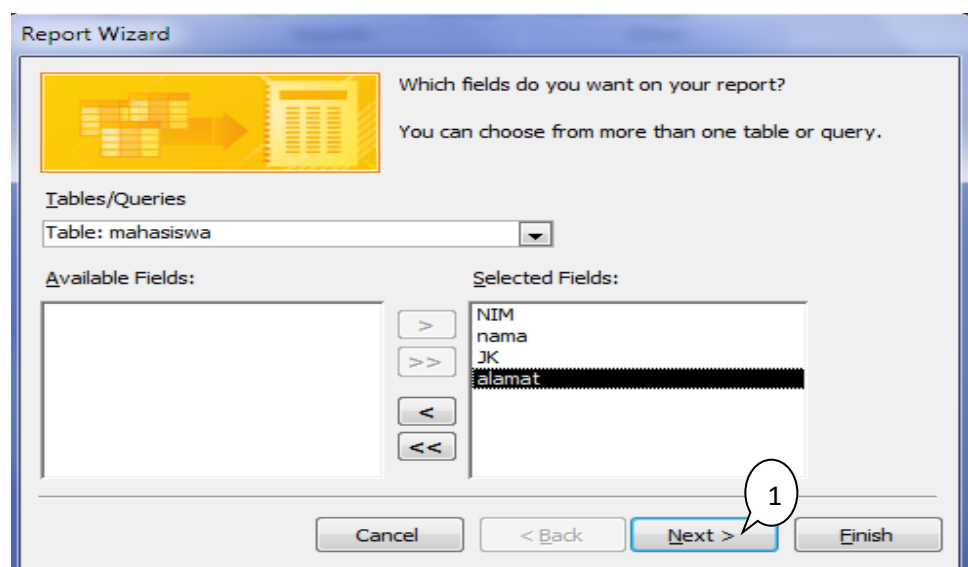 Report Wizard
Which fields do you want on your report?
You can choose from more than one table or query.
Tables/Queries
Table: mahasiswa
Available Fields:
Selected Fields:
>
>>
<
<<
NIM
nama
JK
alamat
1
Cancel
< Back
Next >
Finish